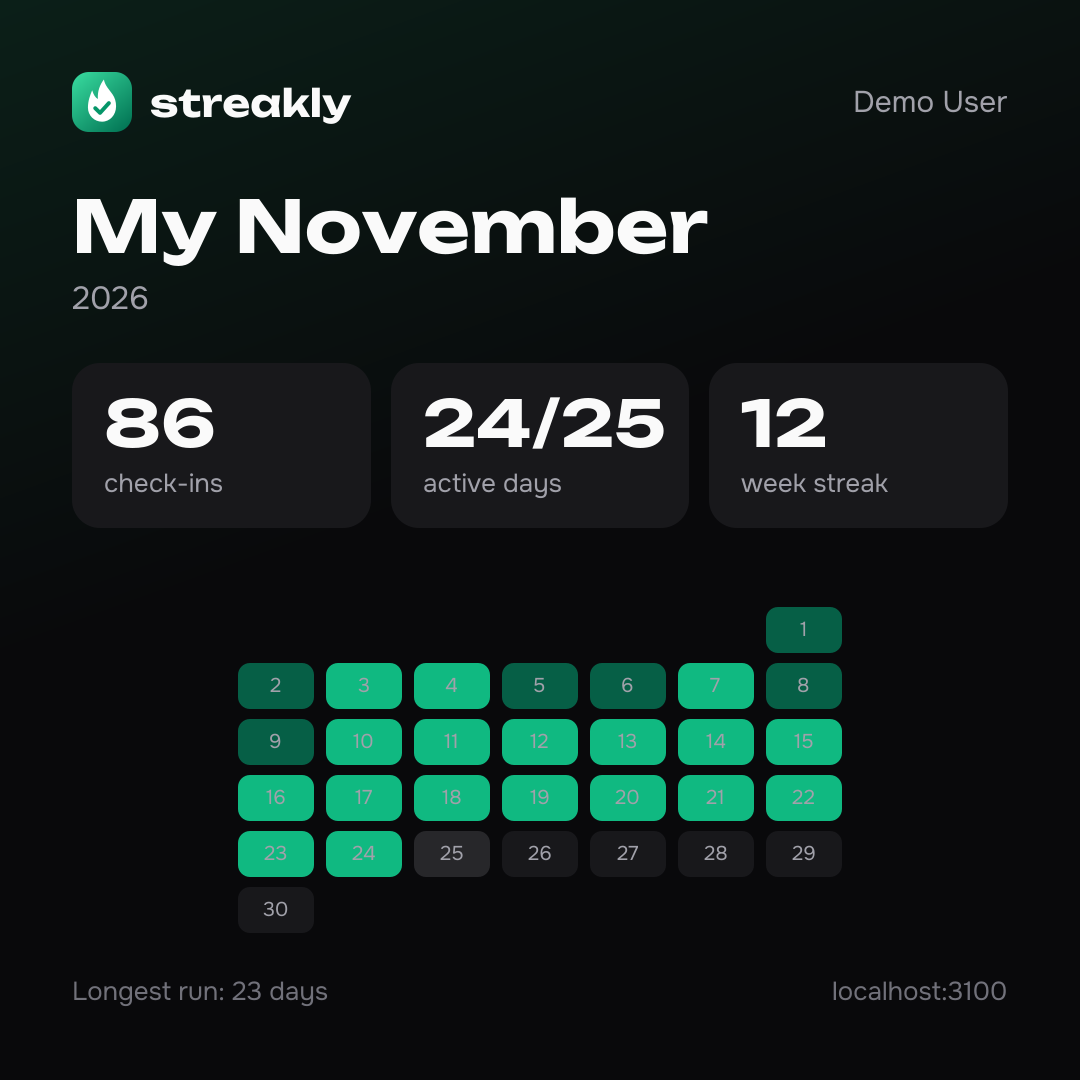 streakly
Demo User
My November
2026
86
check-ins
24/25
active days
12
week streak
1
2 3 4 5 6 7 8
9 10 11 12 13 14 15
16 17 18 19 20 21 22
23 24 25 26 27 28 29
30
Longest run: 23 days
localhost:3100